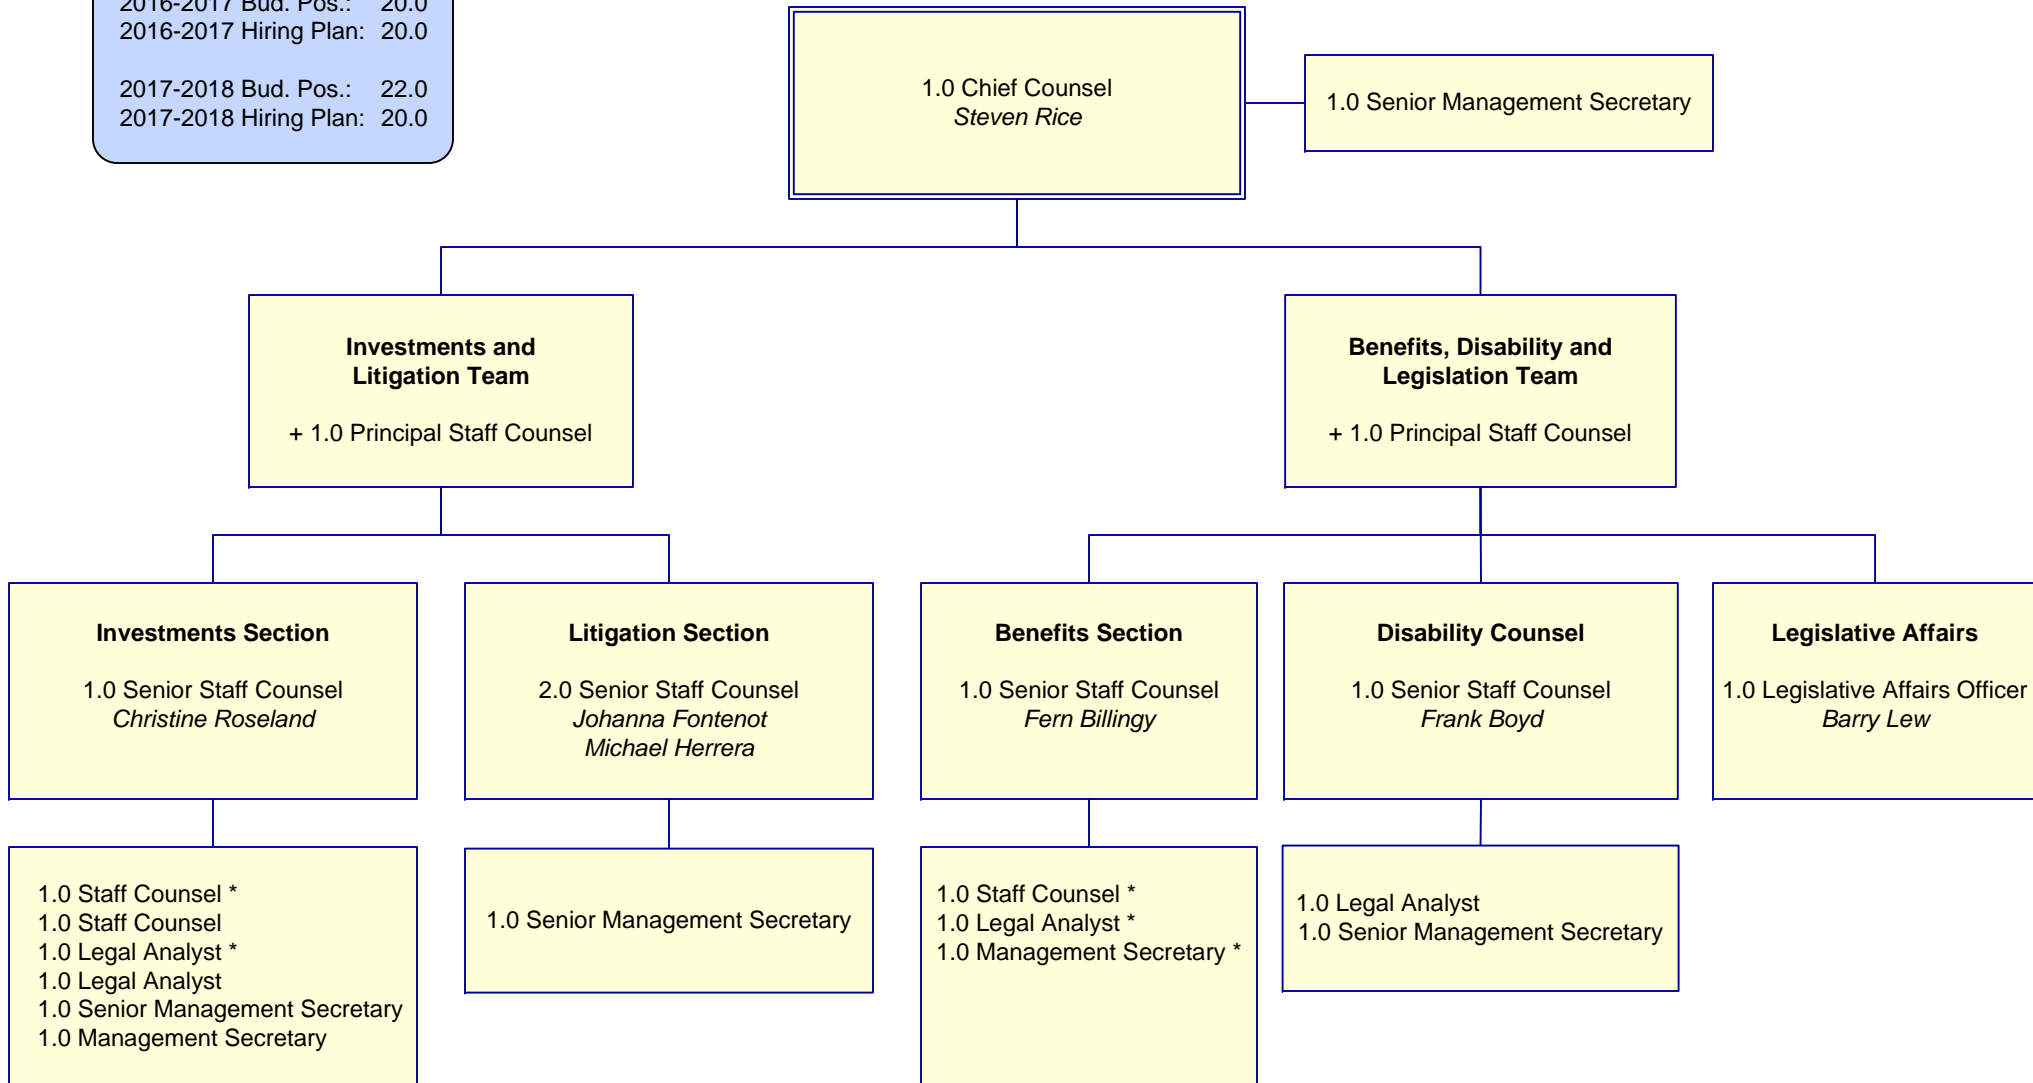 2016-2017 Bud. Pos.: 20.0
2016-2017 Hiring Plan: 20.0
2017-2018 Bud. Pos.: 22.0
2017-2018 Hiring Plan: 20.0
1.0 Chief Counsel
Steven Rice
1.0 Senior Management Secretary
Investments and
Litigation Team
+ 1.0 Principal Staff Counsel
Benefits, Disability and
Legislation Team
+ 1.0 Principal Staff Counsel
Investments Section
1.0 Senior Staff Counsel
Christine Roseland
Litigation Section
2.0 Senior Staff Counsel
Johanna Fontenot
Michael Herrera
Benefits Section
1.0 Senior Staff Counsel
Fern Billingy
Disability Counsel
1.0 Senior Staff Counsel
Frank Boyd
Legislative Affairs
1.0 Legislative Affairs Officer
Barry Lew
1.0 Staff Counsel *
1.0 Staff Counsel
1.0 Legal Analyst *
1.0 Legal Analyst
1.0 Senior Management Secretary
1.0 Management Secretary
1.0 Senior Management Secretary
1.0 Staff Counsel *
1.0 Legal Analyst *
1.0 Management Secretary *
1.0 Legal Analyst
1.0 Senior Management Secretary